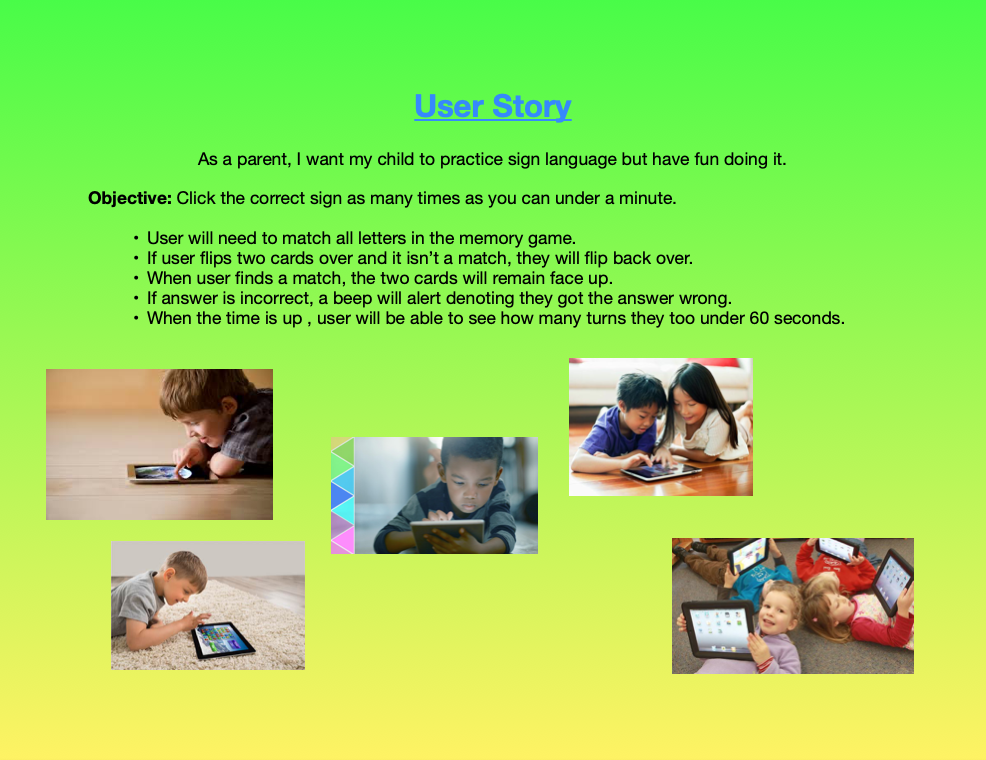 User Story
As a parent, I want my child to practice sign language but have fun doing it.
Objective: Click the correct sign as many times as you can under a minute.
• User will need to match all letters in the memory game.
• If user flips two cards over and it isn’t a match, they will flip back over.
• When user finds a match, the two cards will remain face up.
• If answer is incorrect, a beep will alert denoting they got the answer wrong.
• When the time is up , user will be able to see how many turns they too under 60 seconds.